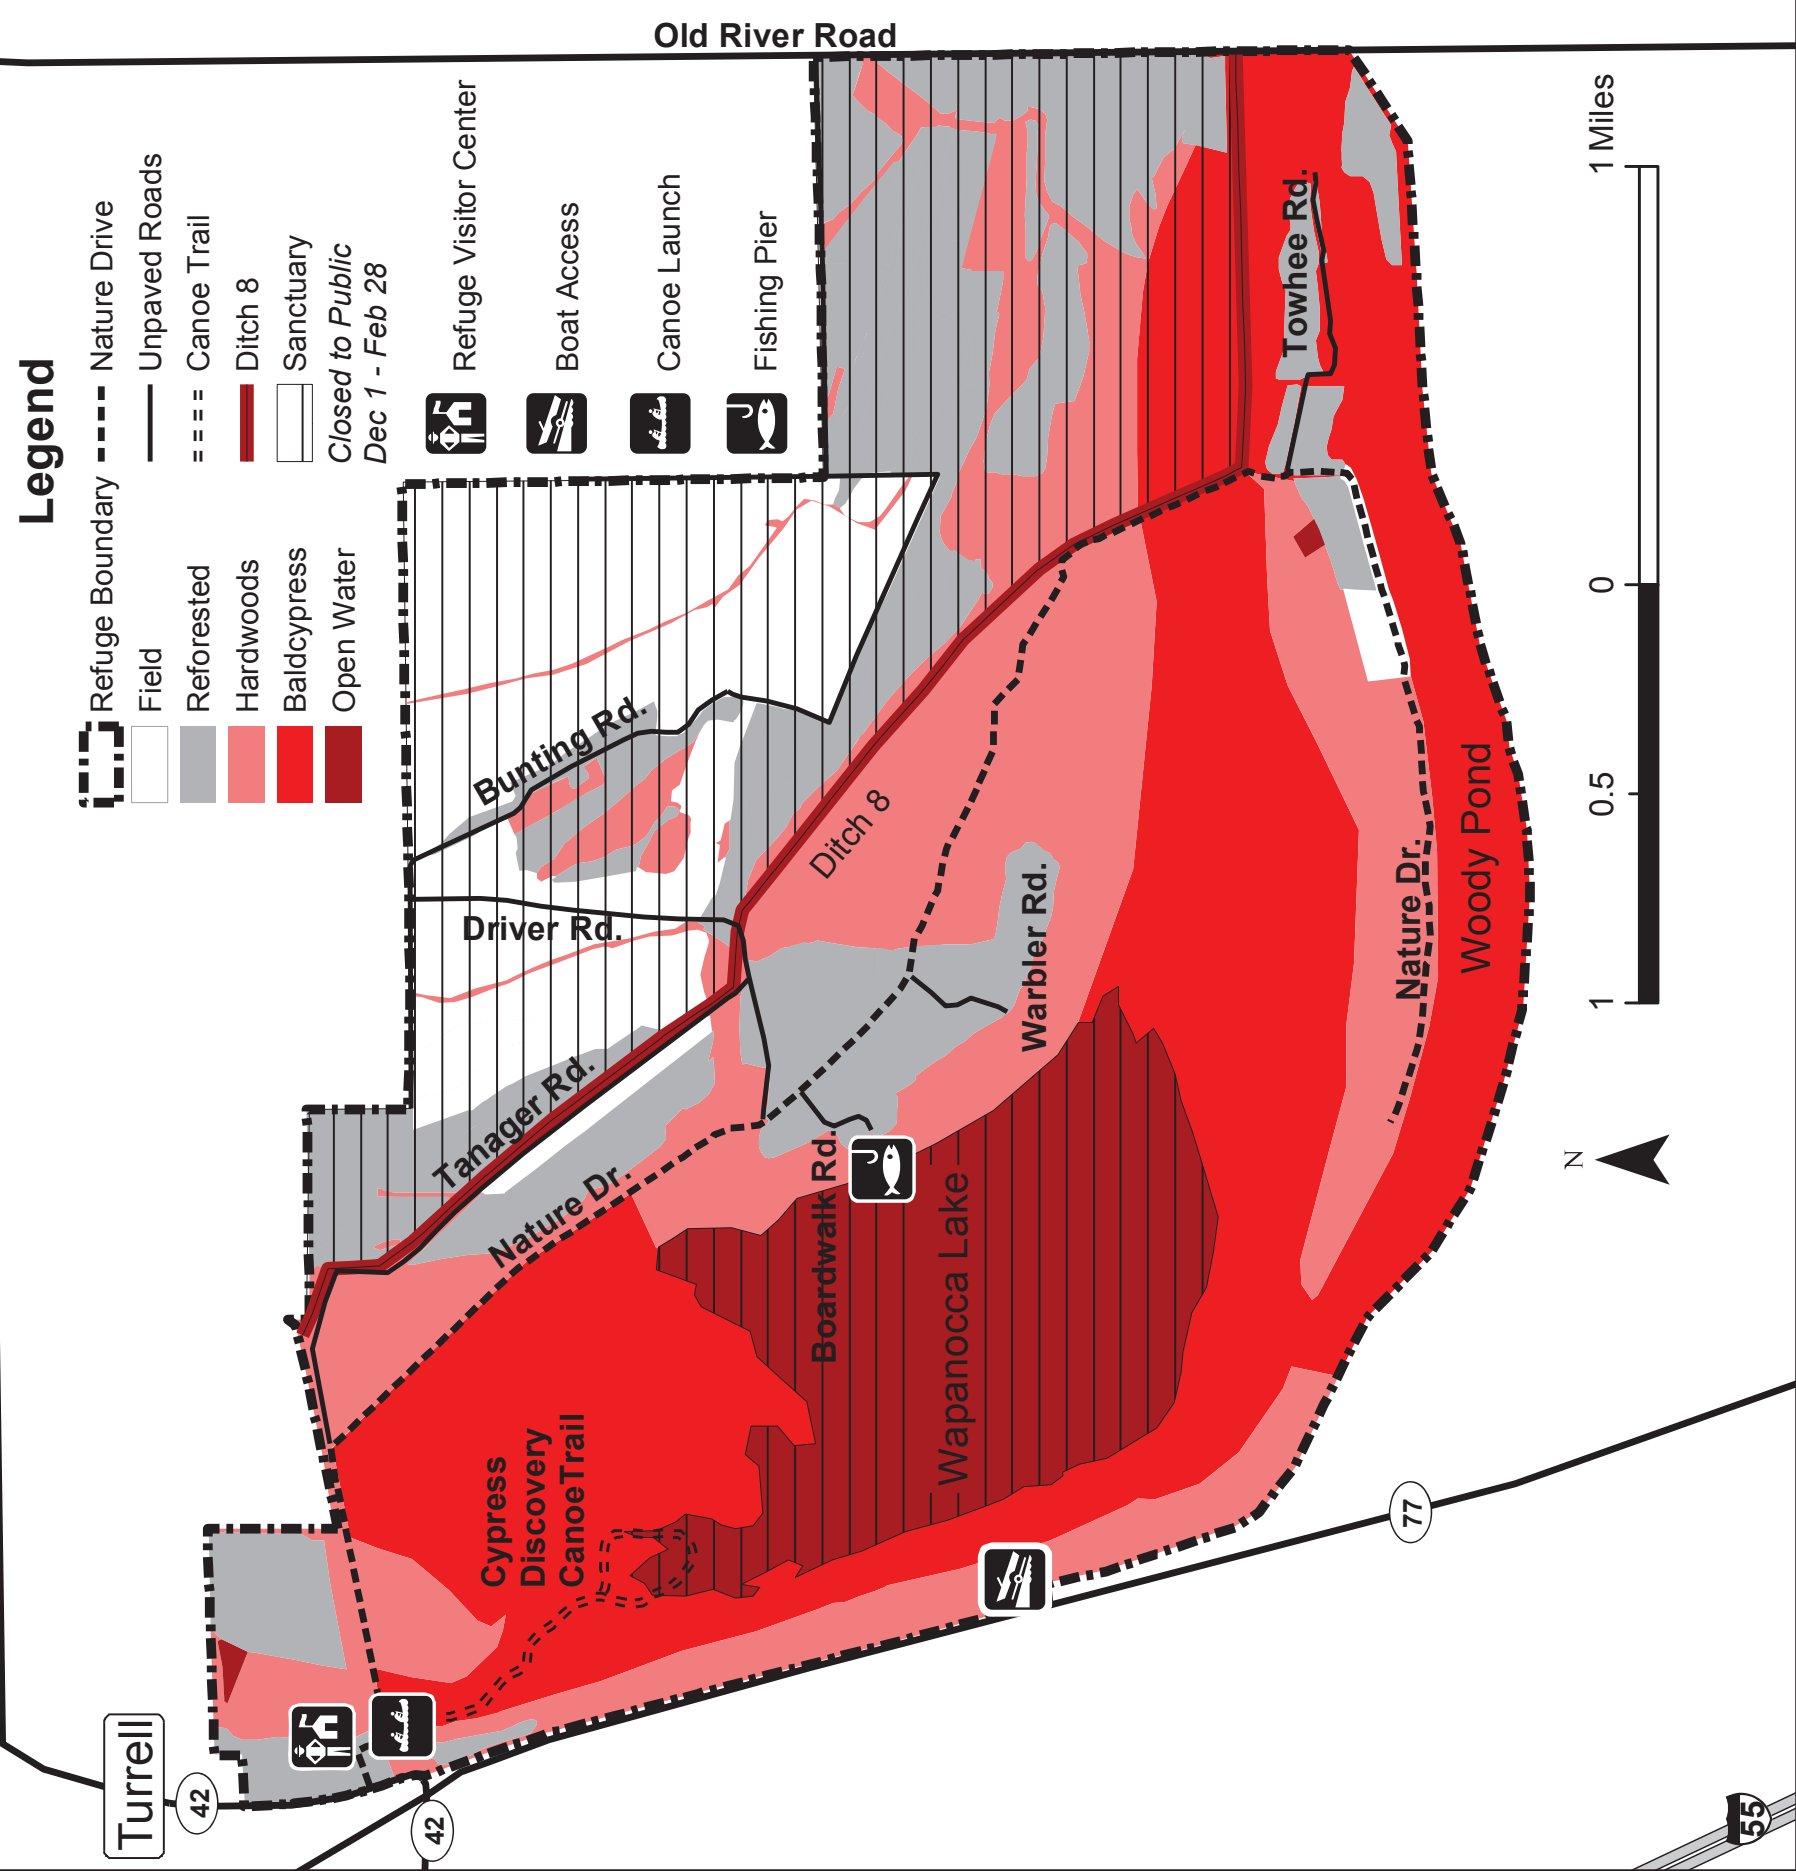 Old River Road
Legend
Refuge Boundary
Field
Reforested
Hardwoods
Baldcypress
Open Water
Nature Drive
Unpaved Roads
Canoe Trail
Ditch 8
Sanctuary
Closed to Public
Dec 1 - Feb 28
Refuge Visitor Center
Boat Access
Canoe Launch
Fishing Pier
Bunting Rd.
Driver Rd.
Tanager Rd.
Nature Dr.
Ditch 8
Warbler Rd.
Boardwalk Rd.
Wapanocca Lake
Cypress
Discovery
CanoeTrail
Towhee Rd.
Nature Dr.
Woody Pond
Turrell
42
42
77
55
N
1
0.5
0
1 Miles